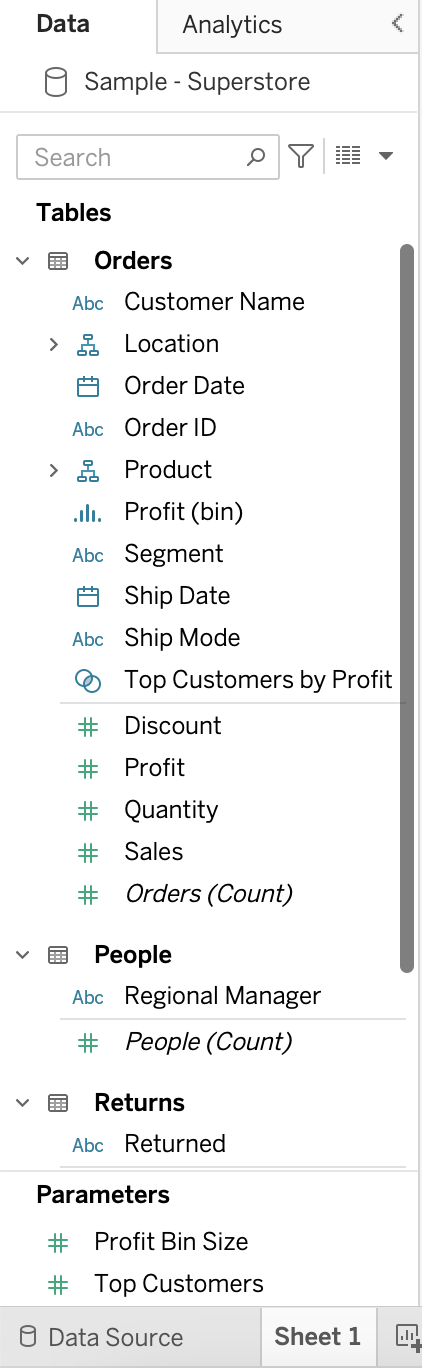 Data Analytics
Sample - Superstore
Search
Tables
Orders
Abc Customer Name
Location
Order Date
Abc Order ID
Product
Profit (bin)
Abc Segment
Ship Date
Abc Ship Mode
Top Customers by Profit
# Discount
# Profit
# Quantity
# Sales
# Orders (Count)
People
Abc Regional Manager
# People (Count)
Returns
Abc Returned
Parameters
# Profit Bin Size
# Top Customers
Data Source Sheet 1